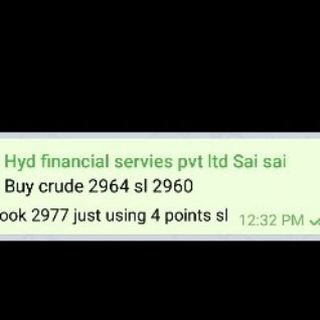 Hyd financial servies pvt ltd Sai sai
Buy crude 2964 sl 2960
ook 2977 just using 4 points sl 12:32 PM